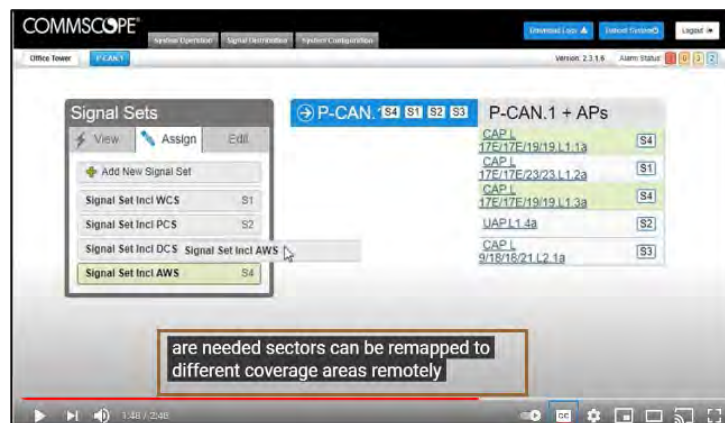 COMMSCOPE
System Operation Signal Distribution System Configuration
Download Logs Reboot System Logout
Office Tower P-CAN.1
Version: 2.3.1.6 Alarm Status
Signal Sets
View Assign Edit
Add New Signal Set
Signal Set Incl WCS S1
Signal Set Incl PCS S2
Signal Set Incl DCS Signal Set Incl AWS
Signal Set Incl AWS S4
P-CAN.1 S4 S1 S2 S3
P-CAN.1 + APs
CAP L
17E/17E/19/19.L1.1a S4
CAP L
17E/17E/23/23.L1.2a S1
CAP L
17E/17E/19/19.L1.3a S4
UAP L1.4a S2
CAP L
9/18/18/21.L2.1a S3
are needed sectors can be remapped to
different coverage areas remotely
1:48 / 2:48
CC